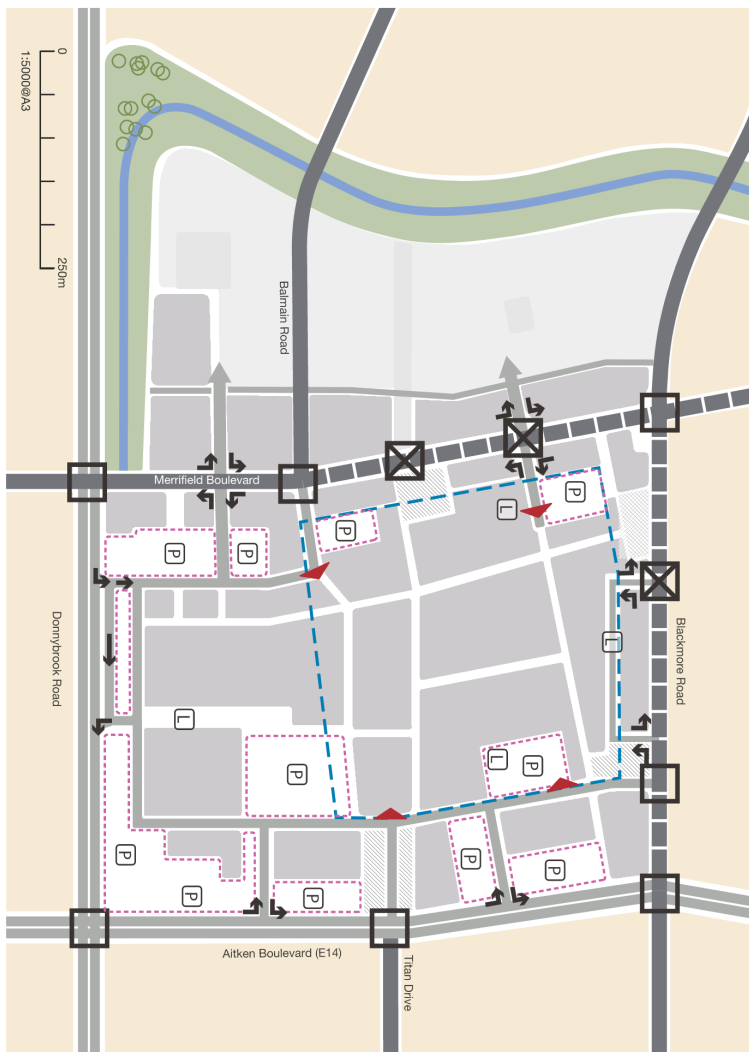 0
1:5000@A3
250m
Balmain Road
Merrifield Boulevard
L
P
P
P
P
Donnybrook Road
Blackmore Road
L
L
L
P
P
P
P
P
P
P
Aitken Boulevard (E14)
Titan Drive